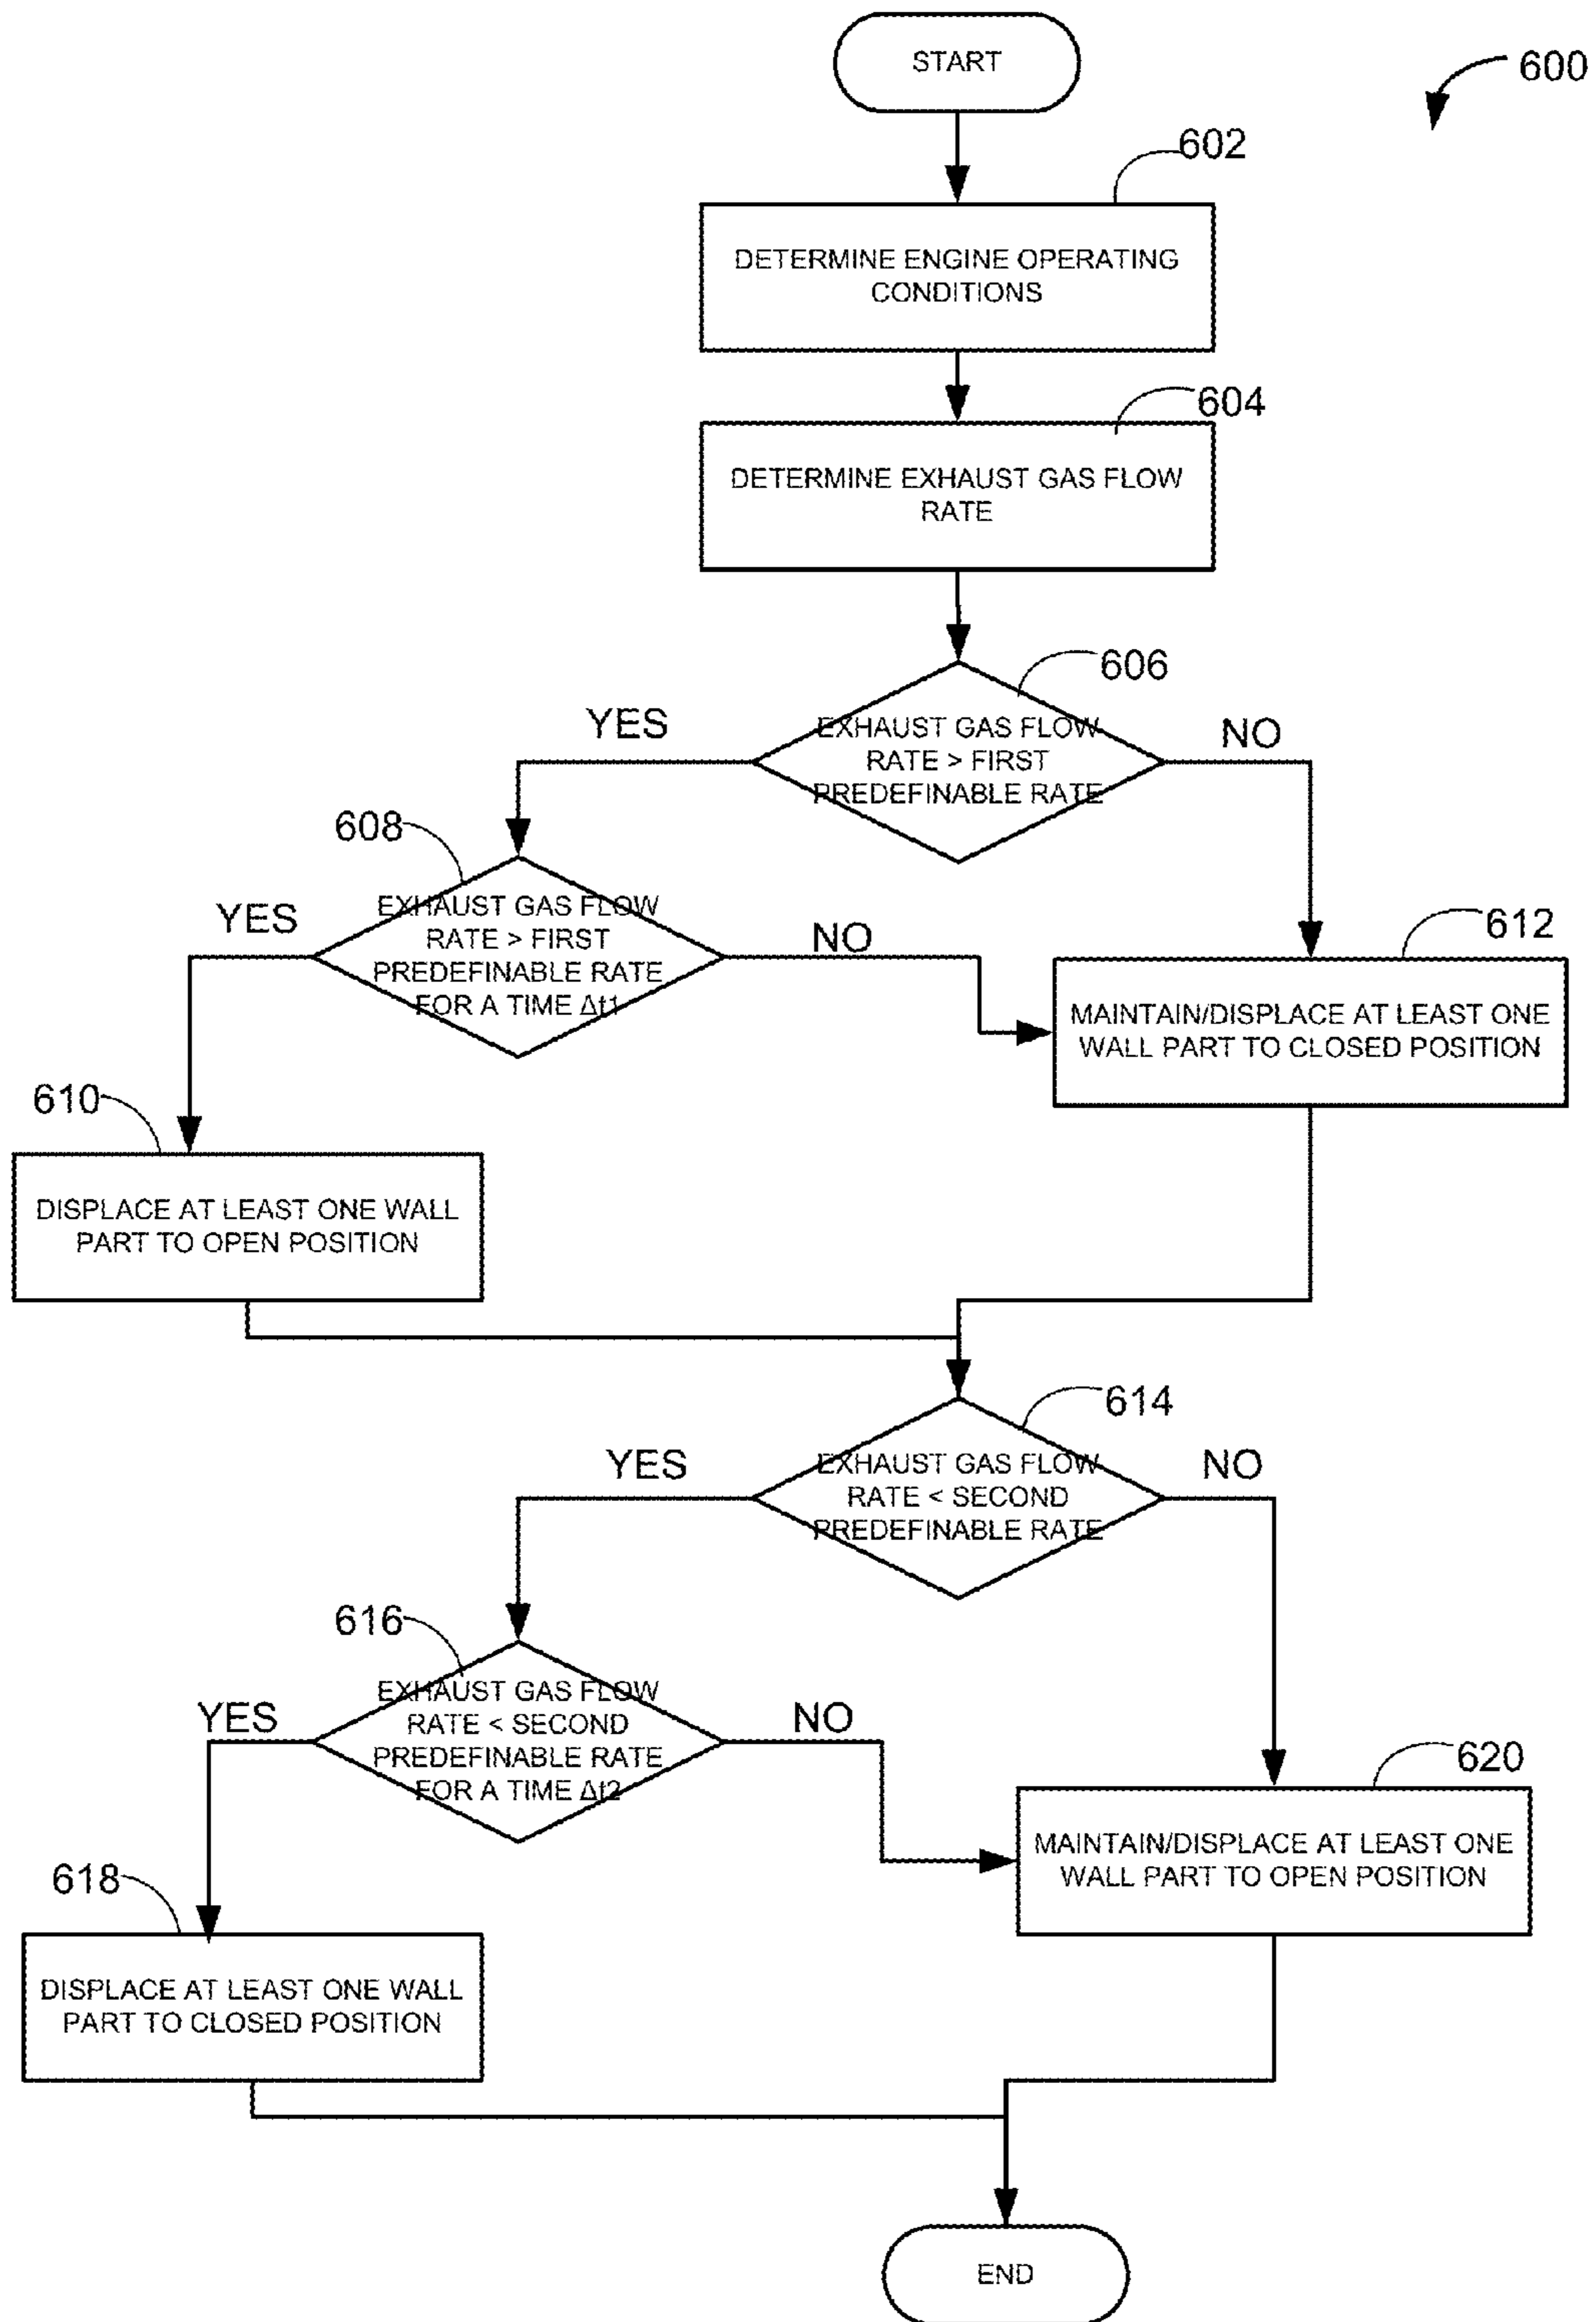 START
600
602
DETERMINE ENGINE OPERATING
CONDITIONS
604
DETERMINE EXHAUST GAS FLOW
RATE
606
YES
EXHAUST GAS FLOW
RATE > FIRST
PREDEFINABLE RATE
NO
608
YES
EXHAUST GAS FLOW
RATE > FIRST
PREDEFINABLE RATE
FOR A TIME Δt1
NO
612
MAINTAIN/DISPLACE AT LEAST ONE
WALL PART TO CLOSED POSITION
610
DISPLACE AT LEAST ONE WALL
PART TO OPEN POSITION
614
YES
EXHAUST GAS FLOW
RATE < SECOND
PREDEFINABLE RATE
NO
616
YES
EXHAUST GAS FLOW
RATE < SECOND
PREDEFINABLE RATE
FOR A TIME Δt2
NO
620
MAINTAIN/DISPLACE AT LEAST ONE
WALL PART TO OPEN POSITION
618
DISPLACE AT LEAST ONE WALL
PART TO CLOSED POSITION
END